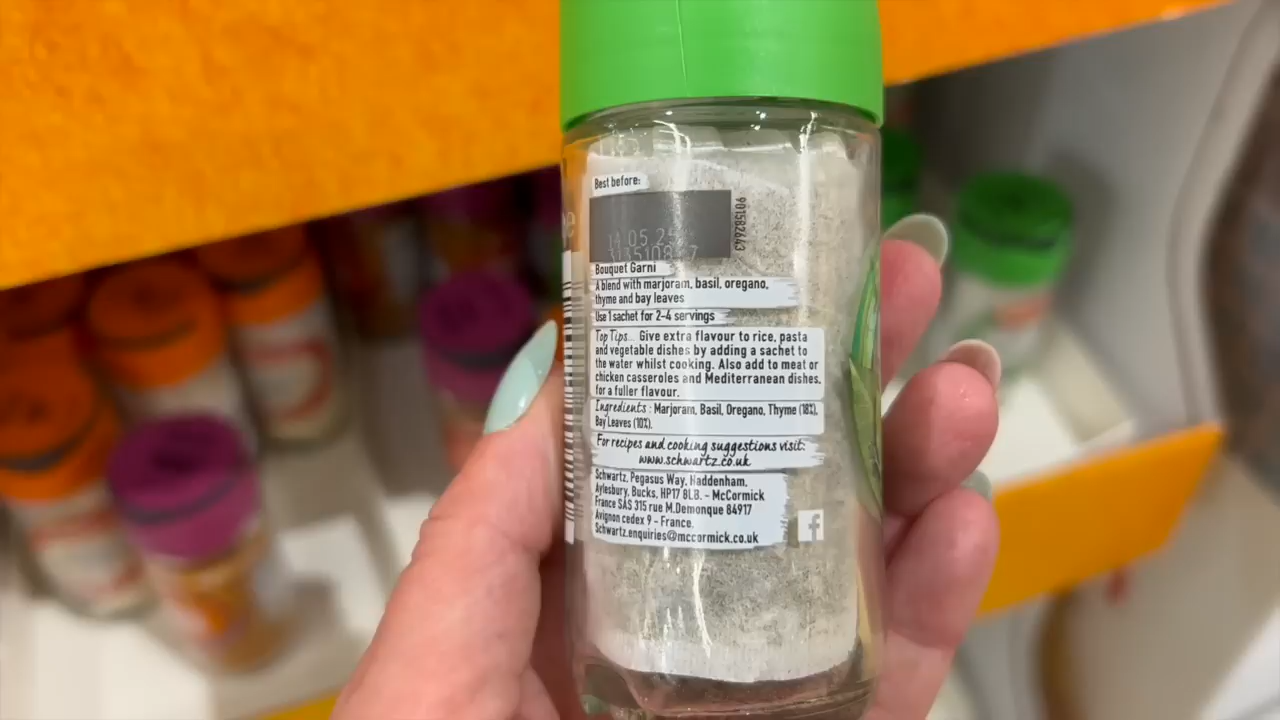 Best before:
14 05 25
901582643
Bouquet Garni
A blend with marjoram, basil, oregano,
thyme and bay leaves
Use 1 sachet for 2-4 servings
Top Tips... Give extra flavour to rice, pasta
and vegetable dishes by adding a sachet to
the water whilst cooking. Also add to meat or
chicken casseroles and Mediterranean dishes,
for a fuller flavour.
Ingredients: Marjoram, Basil, Oregano, Thyme (18%),
Bay Leaves (10%).
For recipes and cooking suggestions visit:
www.schwartz.co.uk
Schwartz, Pegasus Way, Haddenham,
Aylesbury, Bucks, HP17 8LB. - McCormick
France SAS 315 rue M.Demonque 84917
Avignon cedex 9 - France.
Schwartz.enquiries@mccormick.co.uk
f